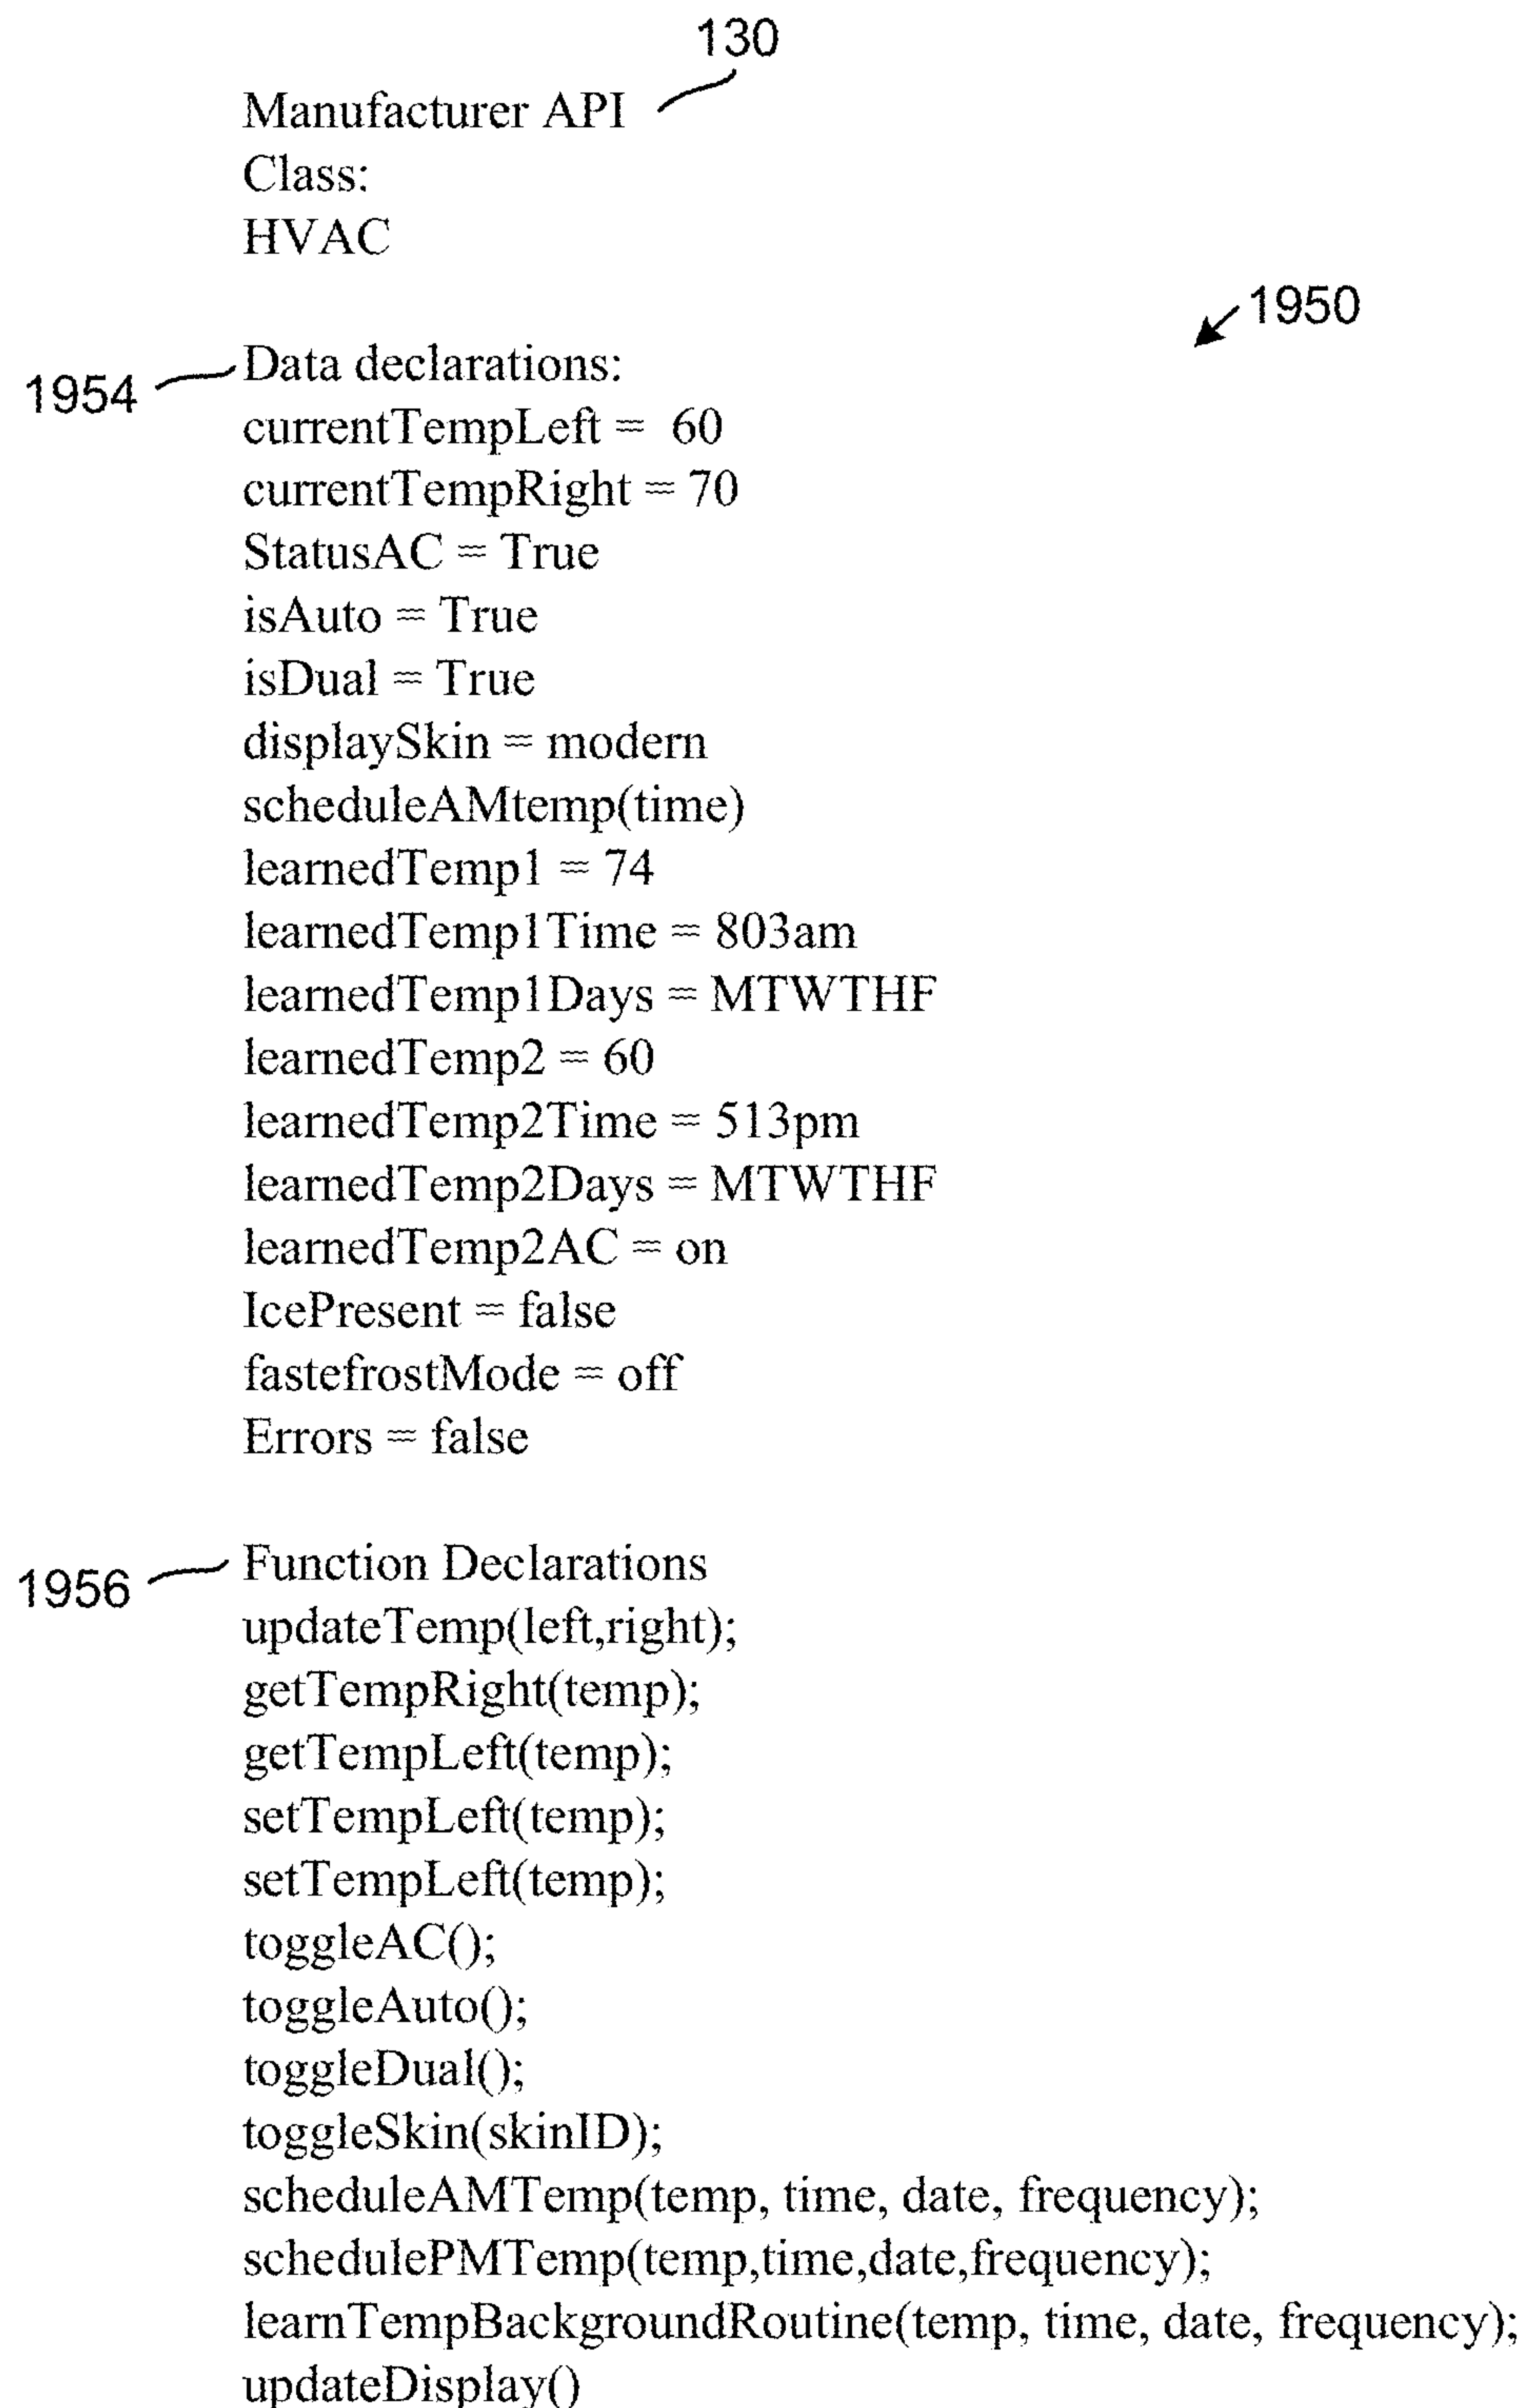 130
Manufacturer API
Class:
HVAC
1950
1954
Data declarations:
currentTempLeft = 60
currentTempRight = 70
StatusAC = True
isAuto = True
isDual = True
displaySkin = modern
scheduleAMtemp(time)
learnedTemp1 = 74
learnedTemp1Time = 803am
learnedTemp1Days = MTWTHF
learnedTemp2 = 60
learnedTemp2Time = 513pm
learnedTemp2Days = MTWTHF
learnedTemp2AC = on
IcePresent = false
fastefrostMode = off
Errors = false
1956
Function Declarations
updateTemp(left,right);
getTempRight(temp);
getTempLeft(temp);
setTempLeft(temp);
setTempLeft(temp);
toggleAC();
toggleAuto();
toggleDual();
toggleSkin(skinID);
scheduleAMTemp(temp, time, date, frequency);
schedulePMTemp(temp,time,date,frequency);
learnTempBackgroundRoutine(temp, time, date, frequency);
updateDisplay()